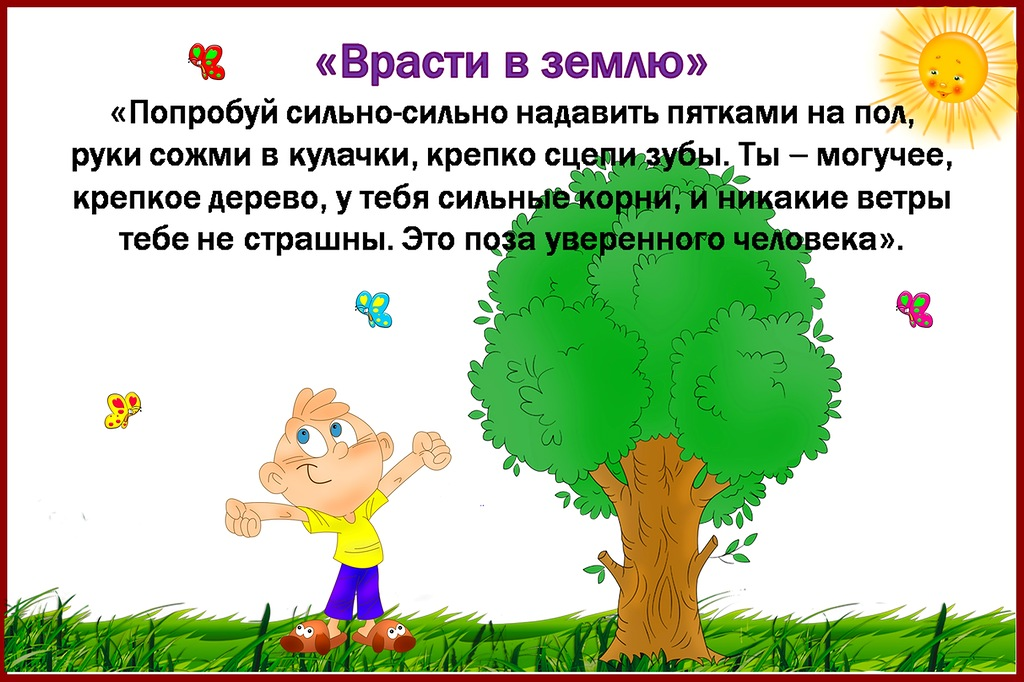 «Врасти в землю»
«Попробуй сильно-сильно надавить пятками на пол,
руки сожми в кулачки, крепко сцепи зубы. Ты – могучее,
крепкое дерево, у тебя сильные корни, и никакие ветры
тебе не страшны. Это поза уверенного человека».